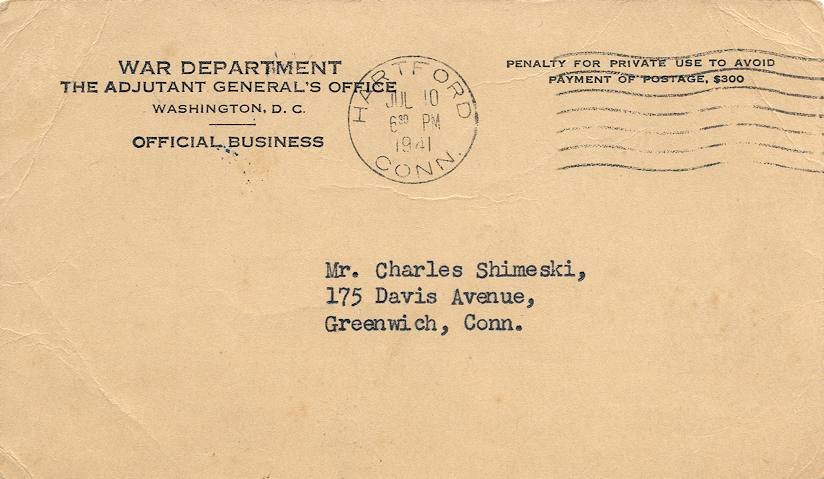 WAR DEPARTMENT
THE ADJUTANT GENERAL'S OFFICE
WASHINGTON, D. C.
OFFICIAL BUSINESS
HARTFORD
JUL 10
6 30 PM
1941
CONN.
PENALTY FOR PRIVATE USE TO AVOID
PAYMENT OF POSTAGE, $300
Mr. Charles Shimeski,
175 Davis Avenue,
Greenwich, Conn.